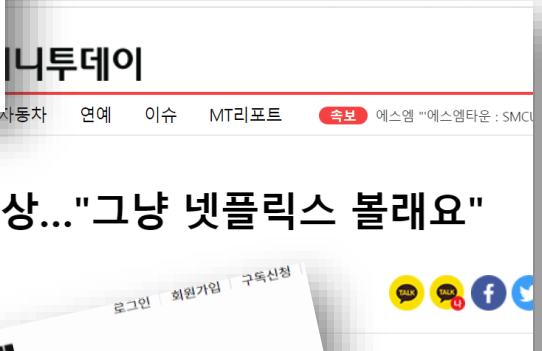 니투데이
자동차 연예 이슈 MT리포트 속보 에스엠 "'에스엠타운 : SMCU
상..."그냥 넷플릭스 볼래요"
로그인 회원가입 구독신청
TALK TALK 나 f